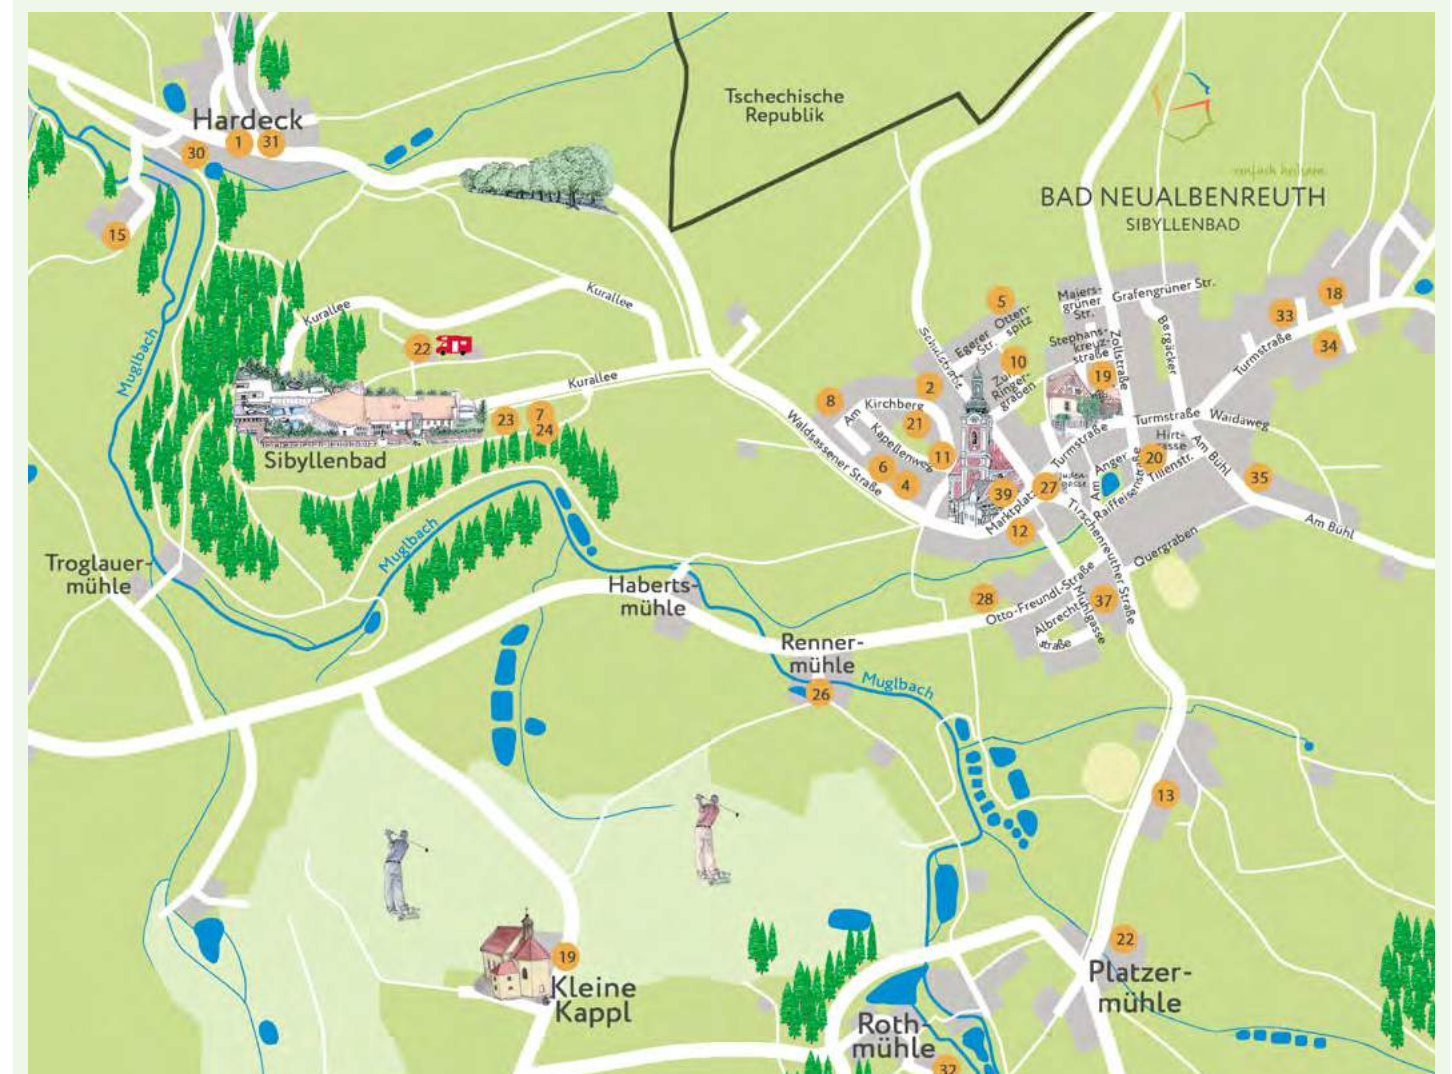 Tschechische
Republik
Hardeck
1
31
30
15
einfach heilsam
BAD NEUALBENREUTH
SIBYLLENBAD
Kurallee
Kurallee
22
Kurallee
Muglbach
23
7
24
Sibyllenbad
Muglbach
Troglauer-
mühle
Haberts-
mühle
Renner-
mühle
26
Muglbach
5
Otten-
spitz
Egerer
Str.
10
Schulstraße
Zum
Ringer-
graben
2
8
Am
Kirchberg
21
Kapellenweg
11
6
4
Waldsassener Straße
39
Marktplatz
12
27
Maiers-
grüner
Str.
Grafengrüner Str.
Stephans-
kreuz-
straße
Zollstraße
Bergäcker
19
Turmstraße
Turmstraße
Waidaweg
33
18
34
Turmstraße
20
Tillenstr.
Am Anger
Raiffeisenstraße
Am Bühl
35
Am Bühl
Tirschenreuther Straße
Quergraben
28
Otto-Freundl-Straße
37
Mühlgasse
Albrecht-
straße
13
19
Kleine
Kappl
22
Platzer-
mühle
Roth-
mühle
32